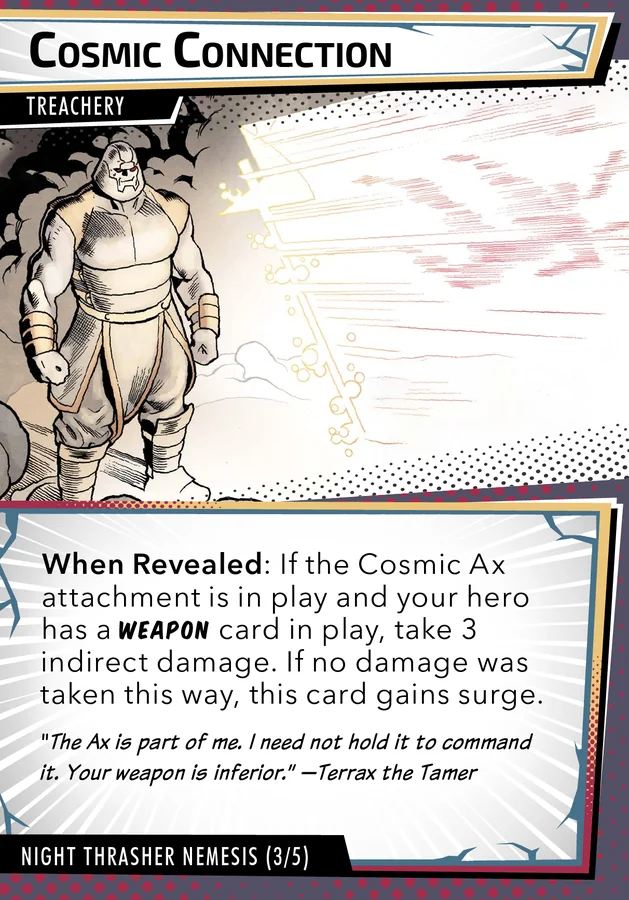 COSMIC CONNECTION
TREACHERY
When Revealed: If the Cosmic Ax
attachment is in play and your hero
has a WEAPON card in play, take 3
indirect damage. If no damage was
taken this way, this card gains surge.
"The Ax is part of me. I need not hold it to command
it. Your weapon is inferior." —Terrax the Tamer
NIGHT THRASHER NEMESIS (3/5)